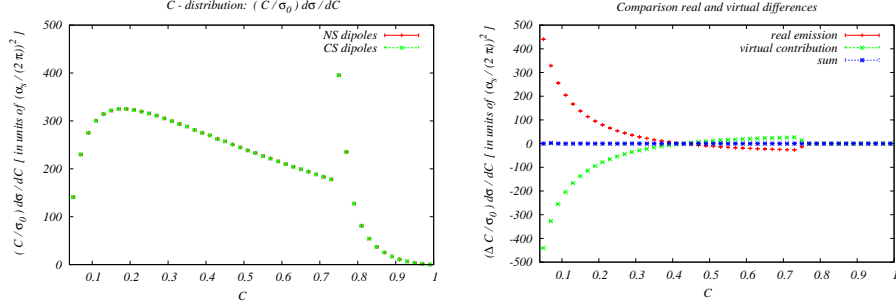 C - distribution: ( C / σ0 ) dσ / dC
NS dipoles
CS dipoles
( C / σ0 ) dσ / dC [ in units of (αs / (2 π))² ]
400
300
200
100
0
0.1 0.2 0.3 0.4 0.5 0.6 0.7 0.8 0.9 1
C
Comparison real and virtual differences
real emission
virtual contribution
sum
(Δ C / σ0 ) dσ / dC [ in units of (αs / (2 π))² ]
500
400
300
200
100
0
-100
-200
-300
-400
-500
0.1 0.2 0.3 0.4 0.5 0.6 0.7 0.8 0.9 1
C